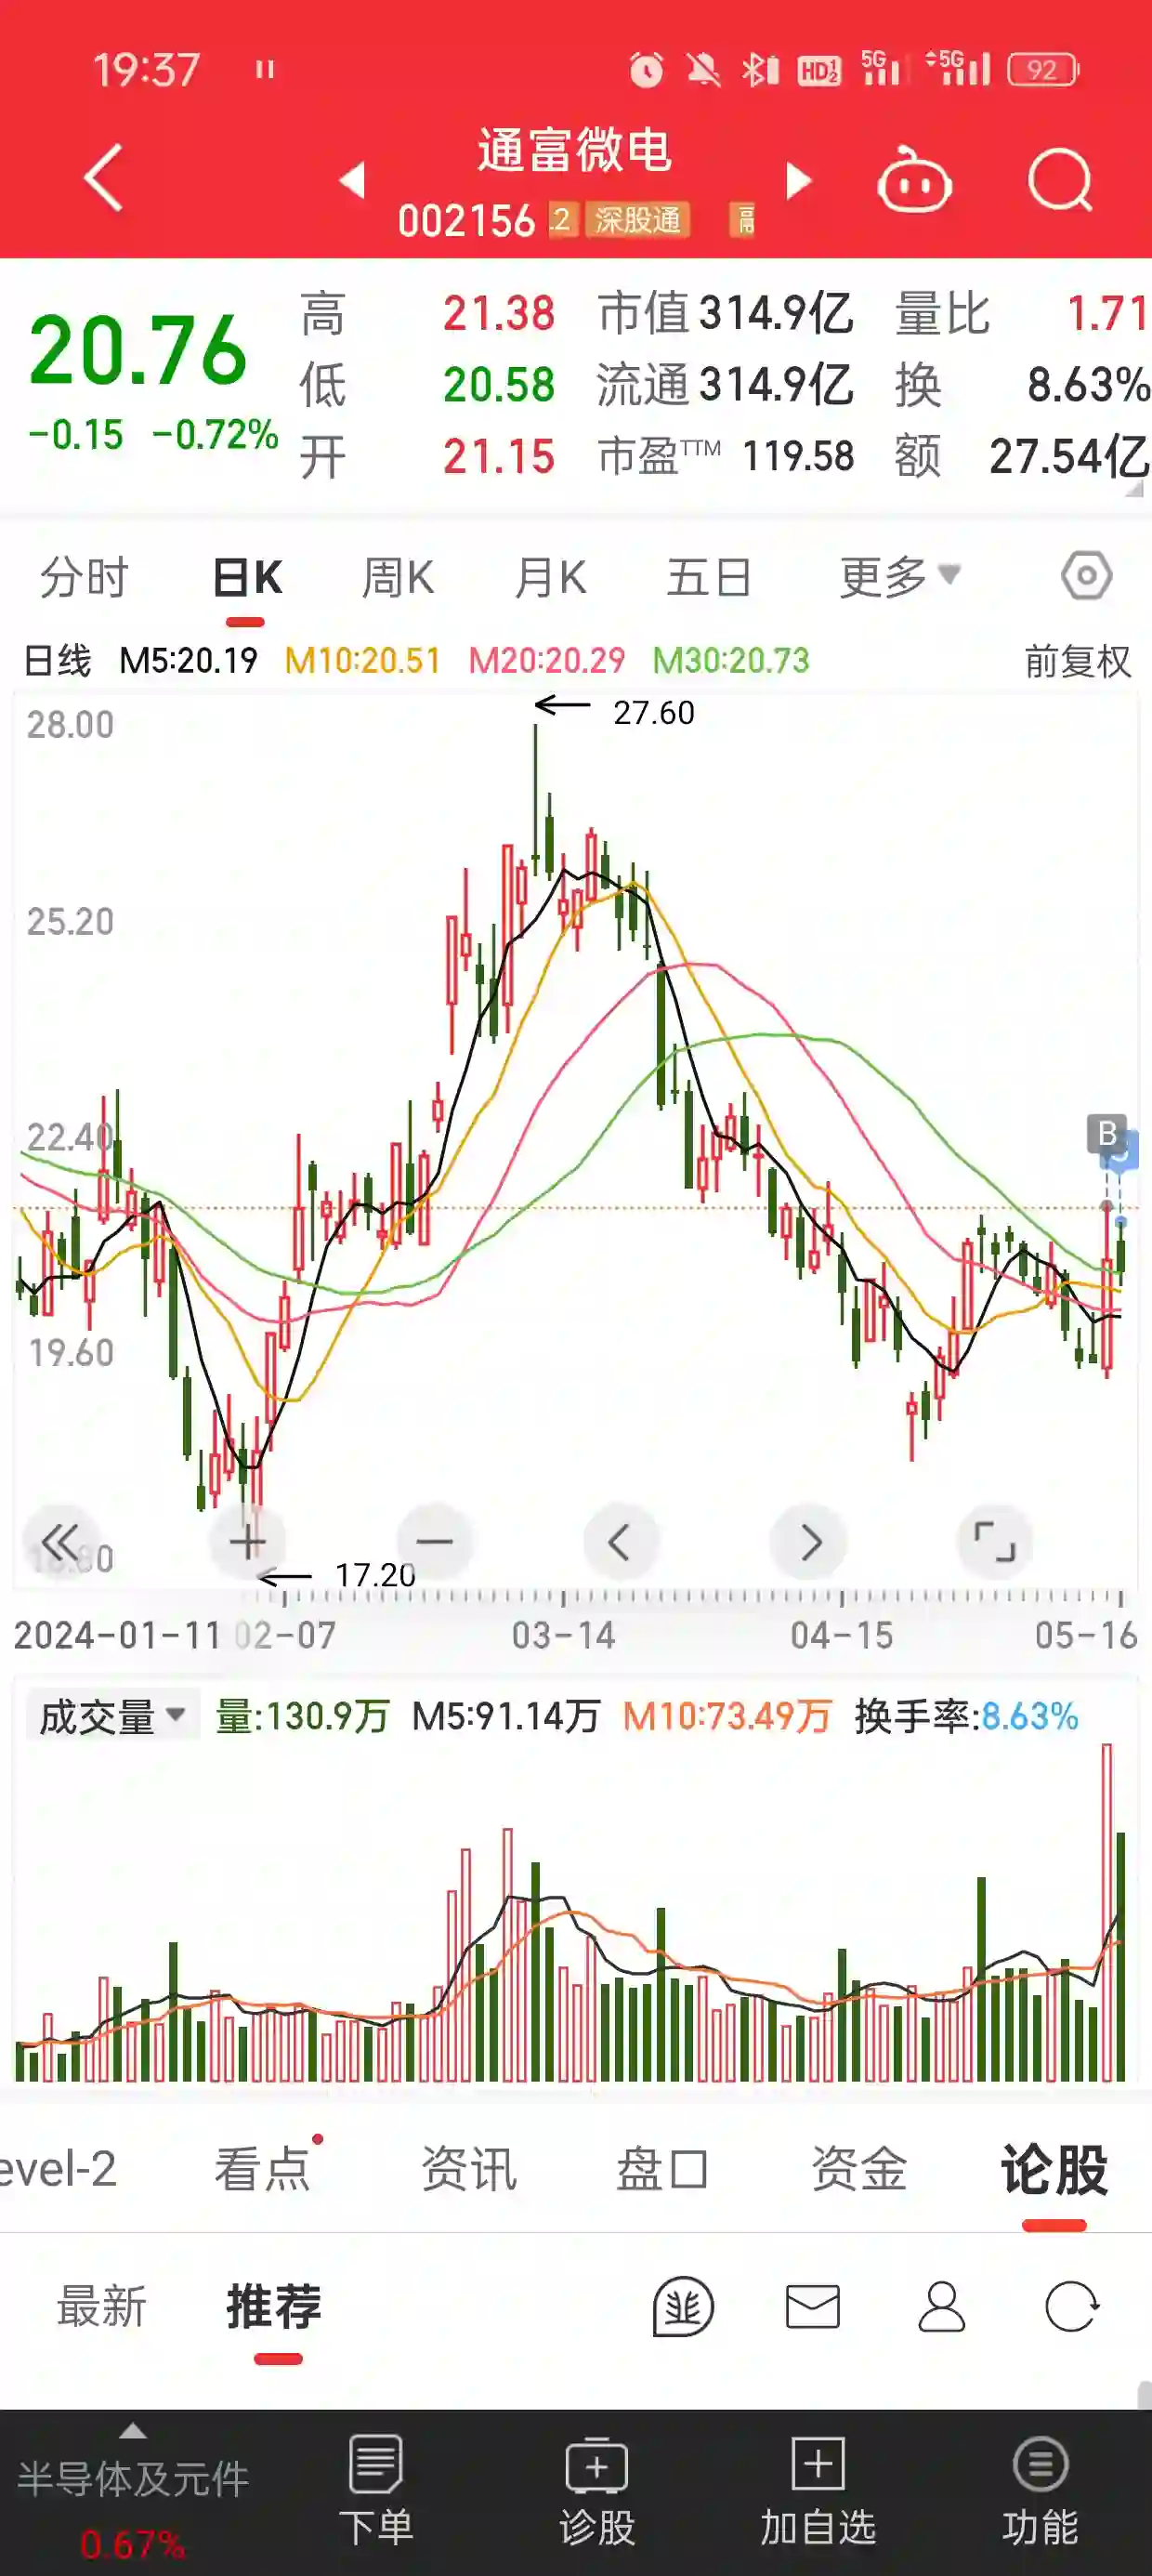 19:37 HD 5G 5G 92
通富微电
002156 .2 深股通
20.76 高 21.38 市值 314.9亿 量比 1.71
低 20.58 流通 314.9亿 换 8.63%
-0.15 -0.72% 开 21.15 市盈TTM 119.58 额 27.54亿
分时 日K 周K 月K 五日 更多
日线 M5:20.19 M10:20.51 M20:20.29 M30:20.73 前复权
28.00 27.60
25.20
22.40 B
19.60
17.20
2024-01-11 02-07 03-14 04-15 05-16
成交量 量:130.9万 M5:91.14万 M10:73.49万 换手率:8.63%
evel-2 看点 资讯 盘口 资金 论股
最新 推荐
半导体及元件 下单 诊股 加自选 功能
0.67%